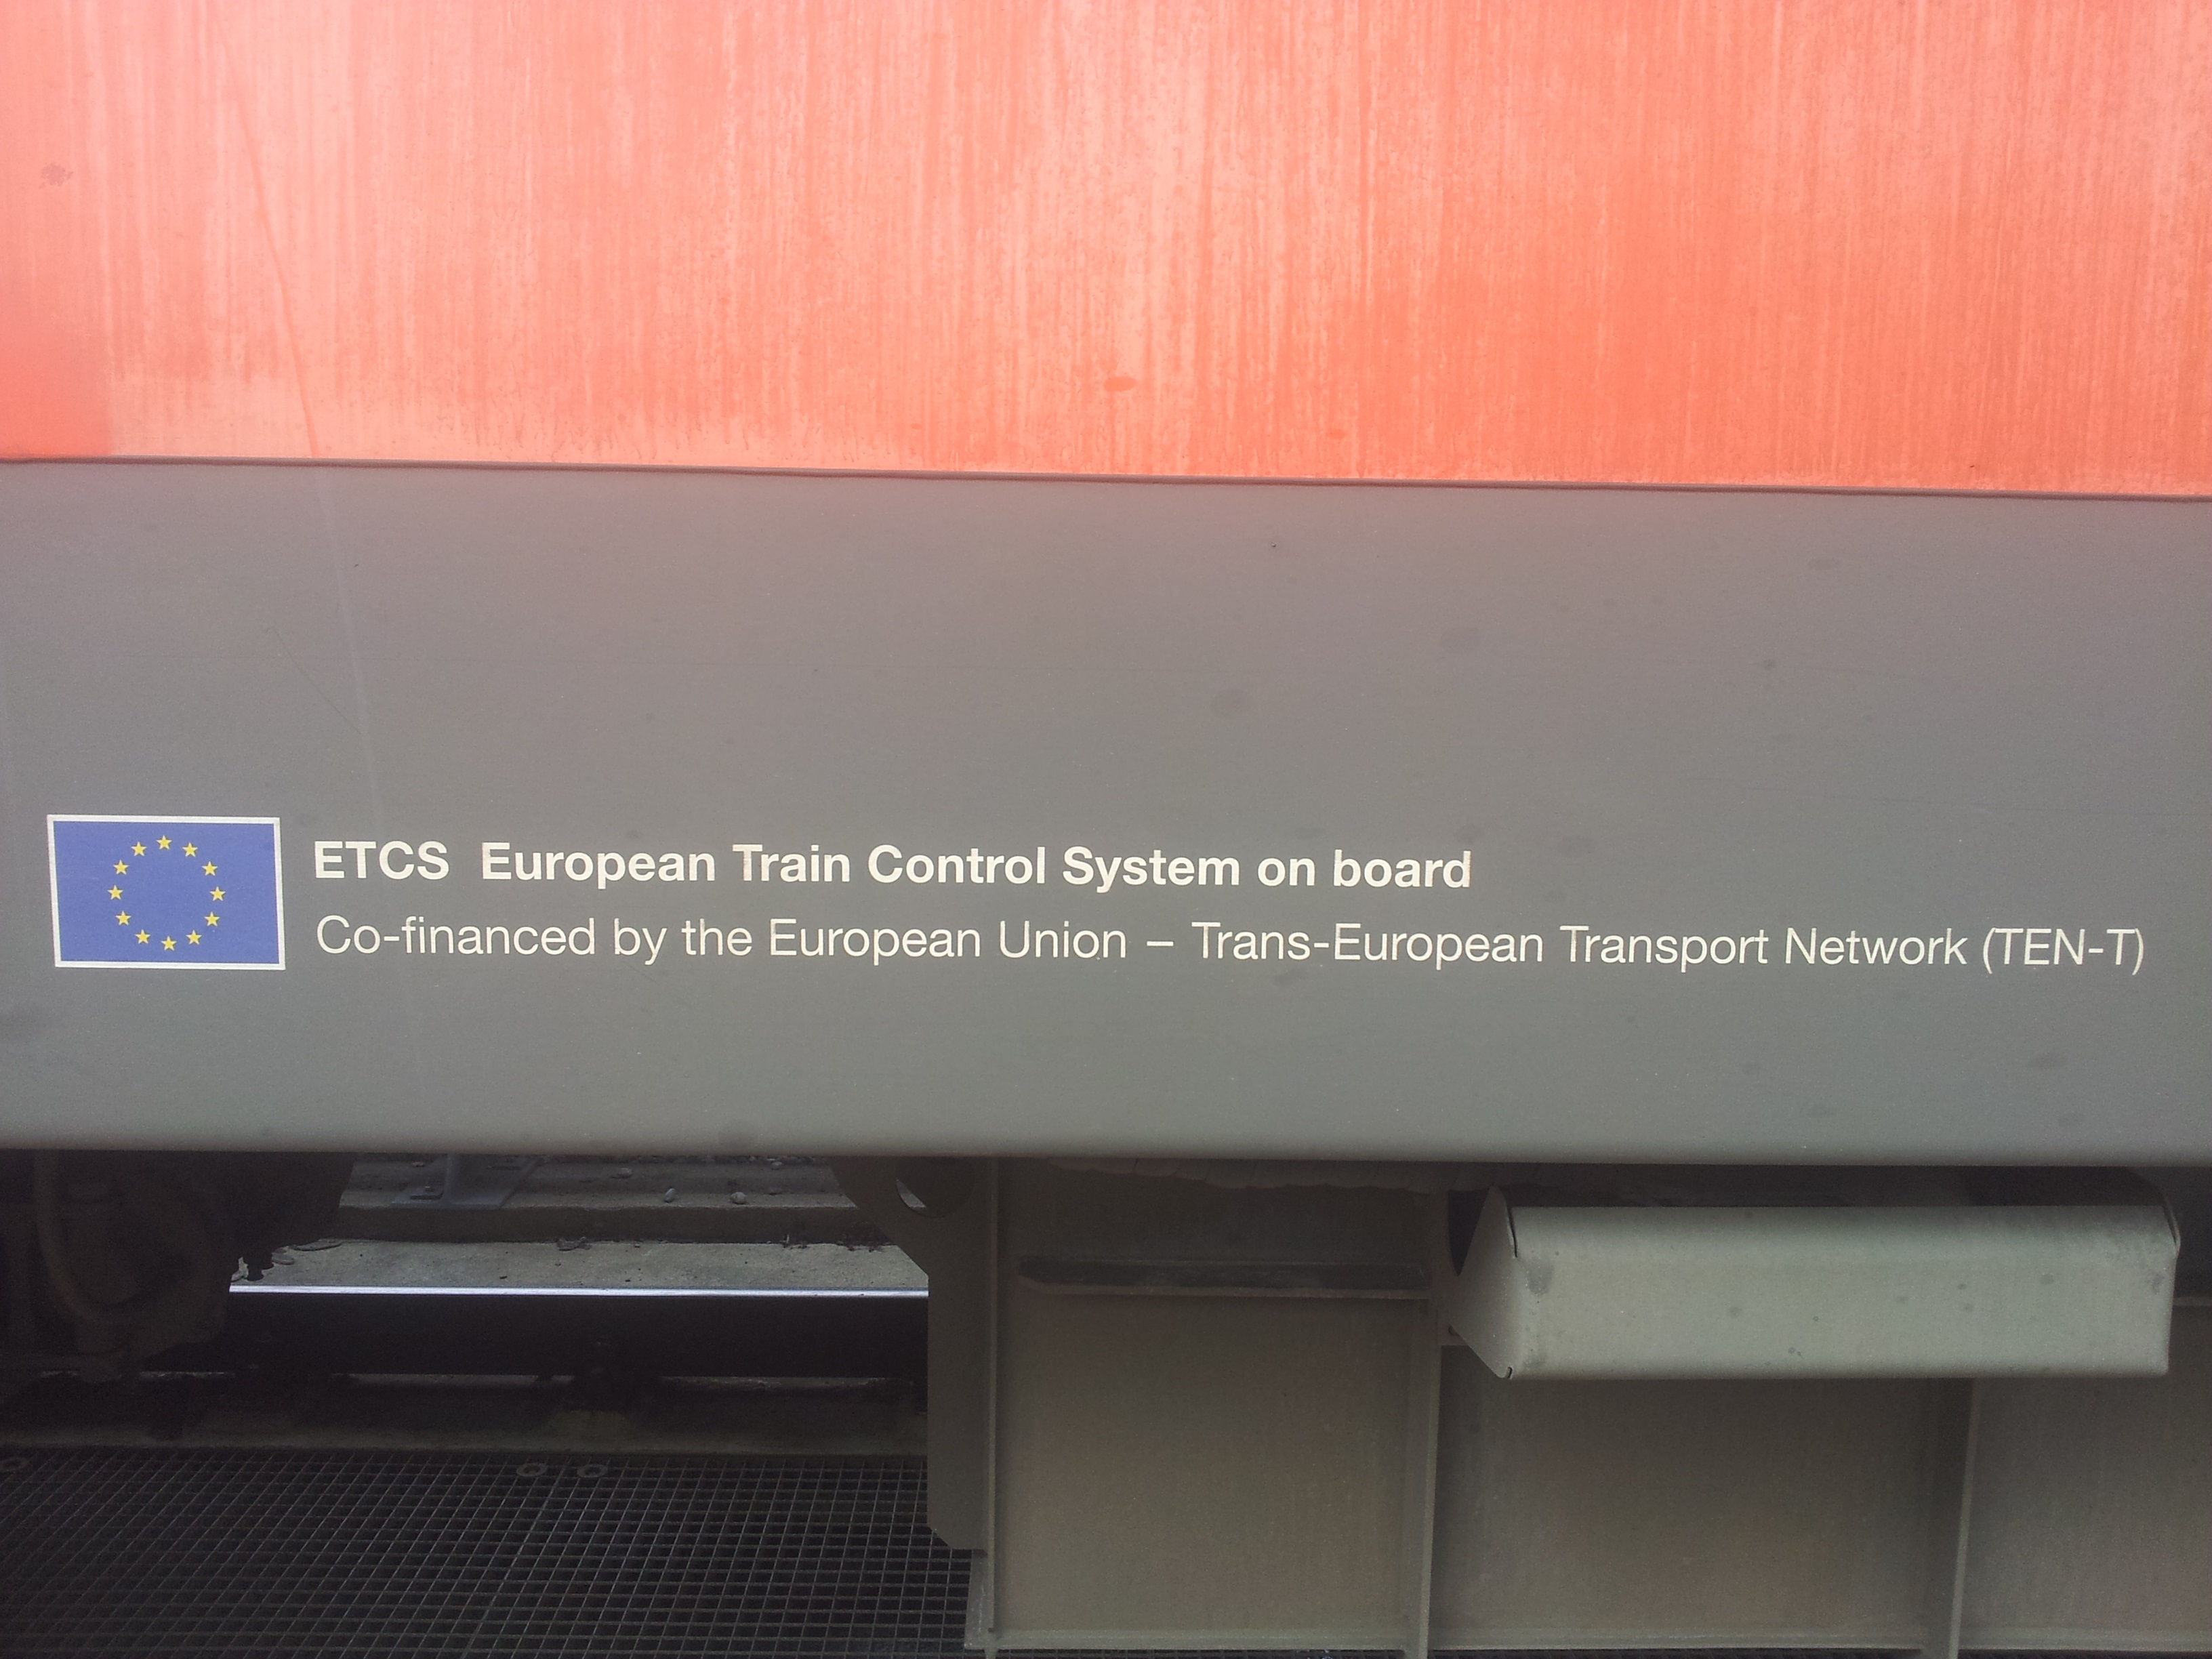 ETCS European Train Control System on board
Co-financed by the European Union – Trans-European Transport Network (TEN-T)